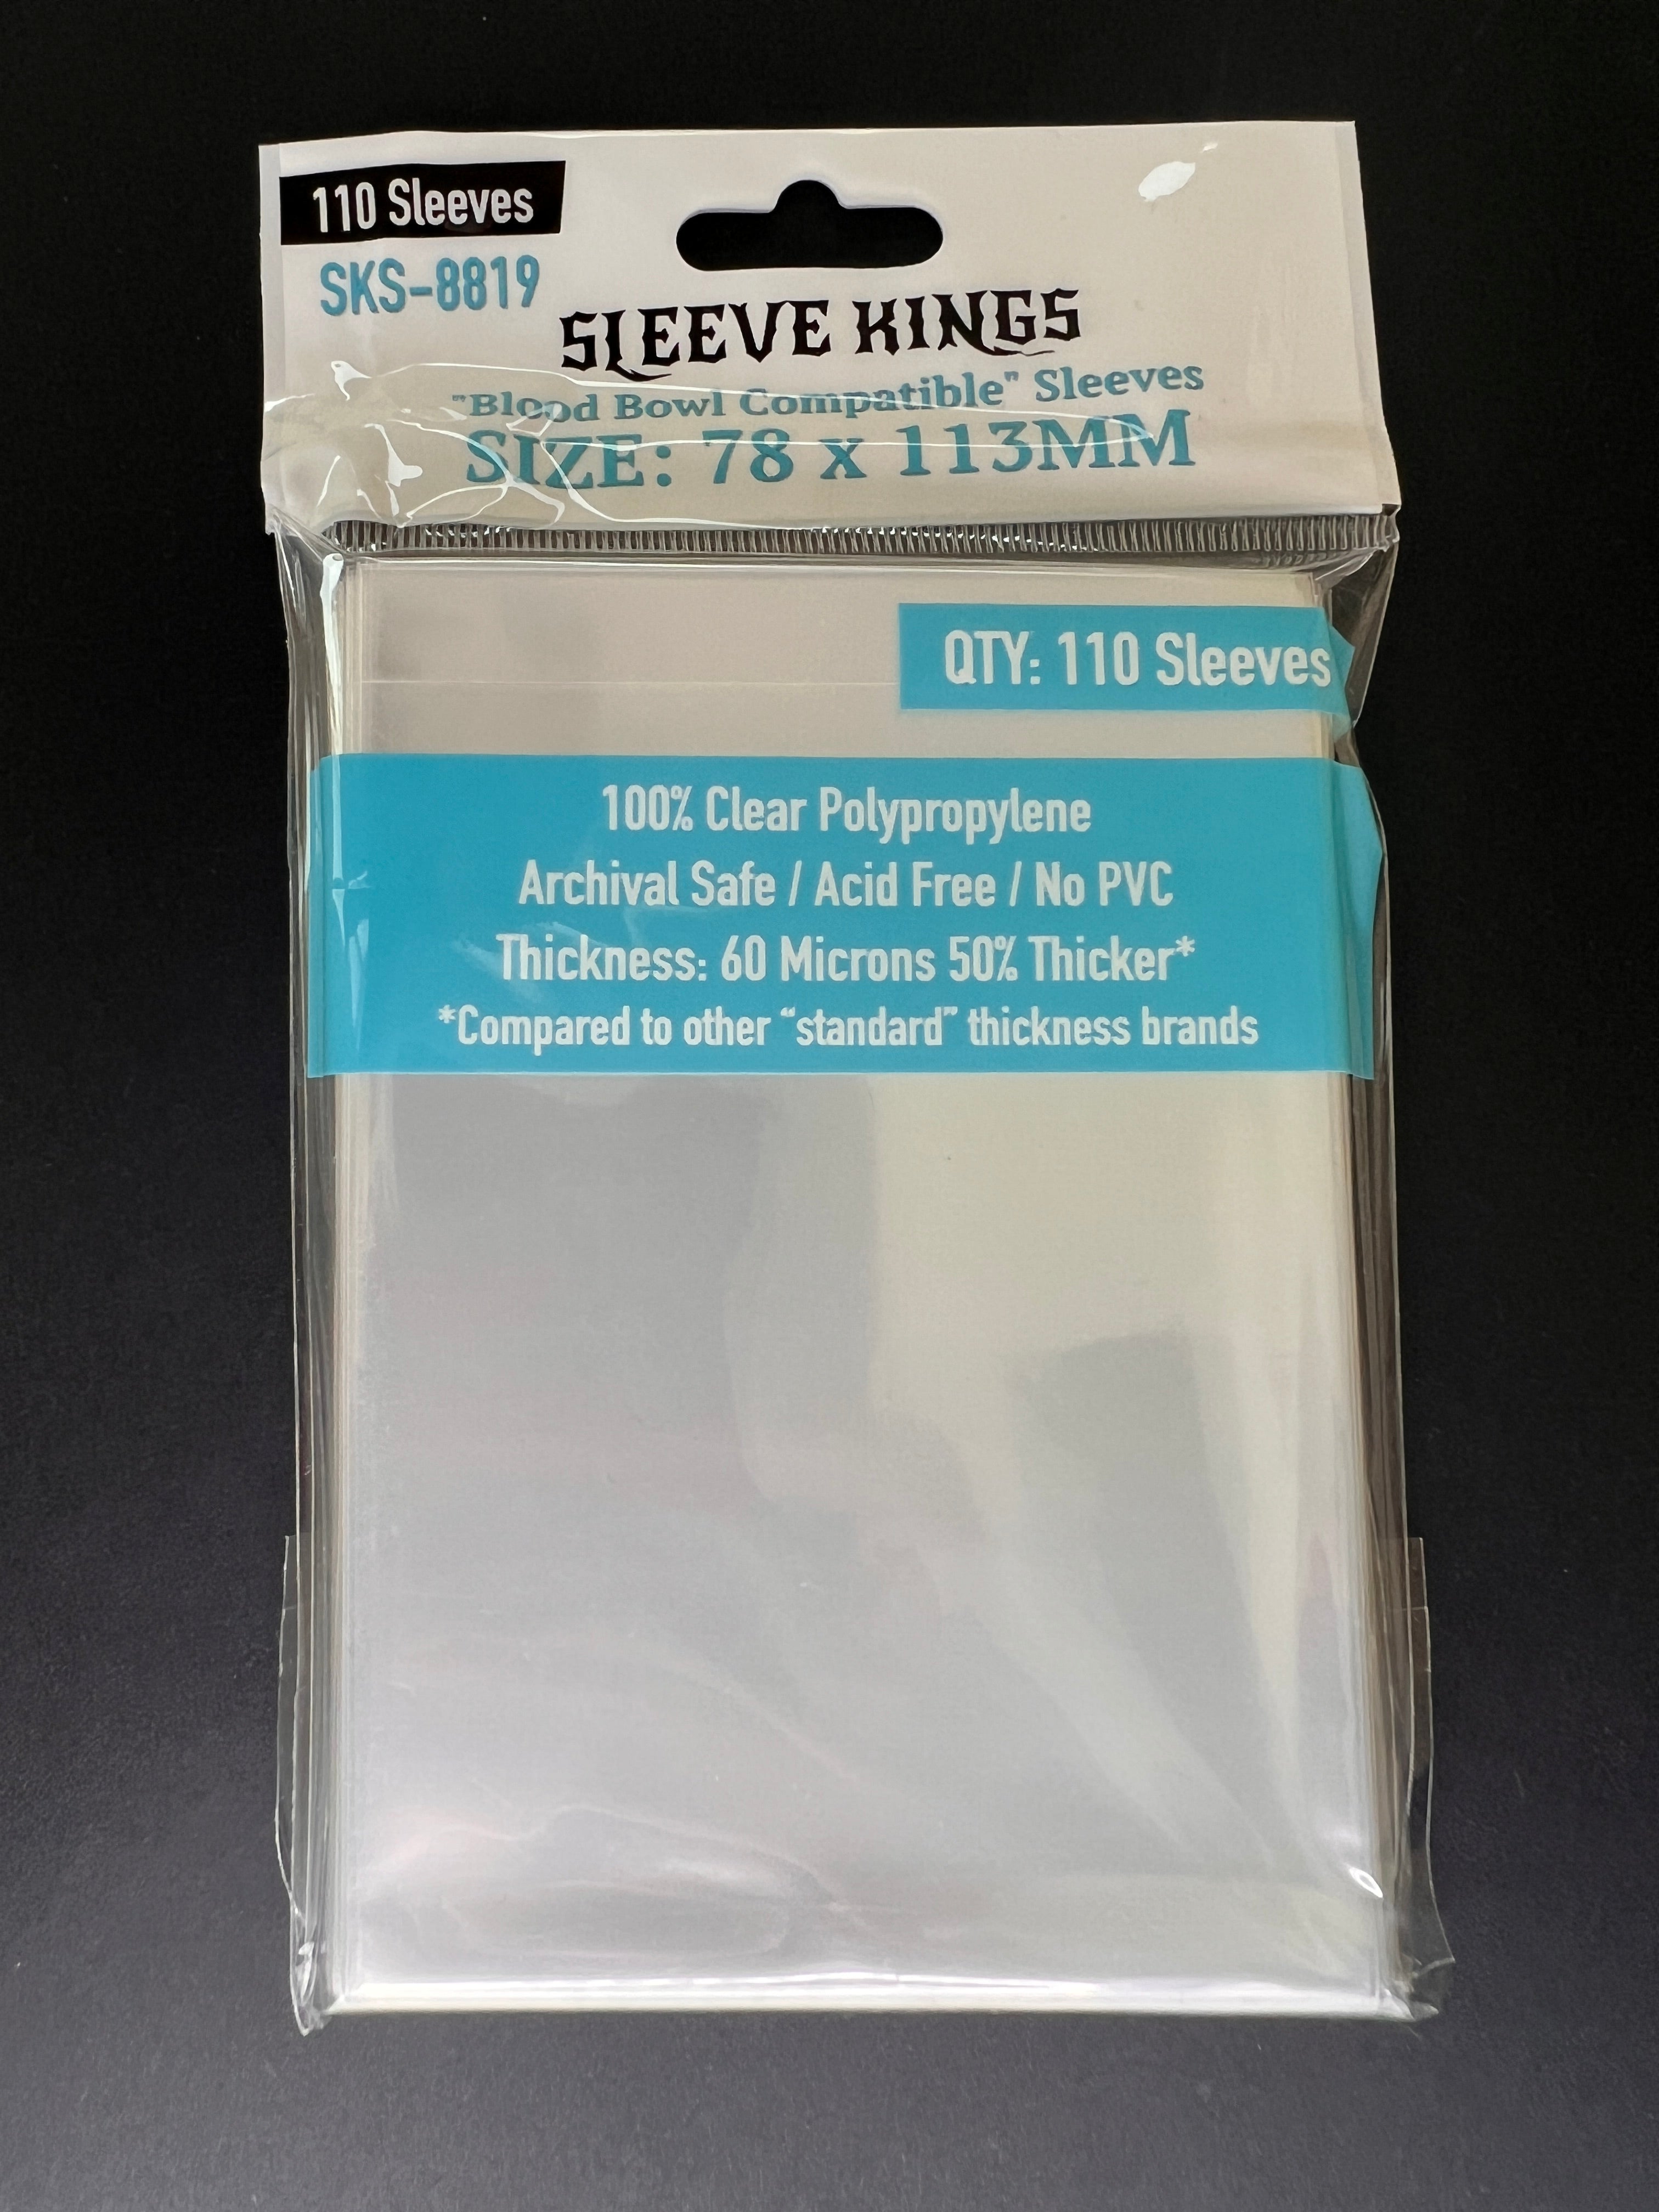 110 Sleeves
SKS-8819
SLEEVE KINGS
"Blood Bowl Compatible" Sleeves
SIZE: 78 x 113MM
QTY: 110 Sleeves
100% Clear Polypropylene
Archival Safe / Acid Free / No PVC
Thickness: 60 Microns 50% Thicker*
*Compared to other “standard” thickness brands